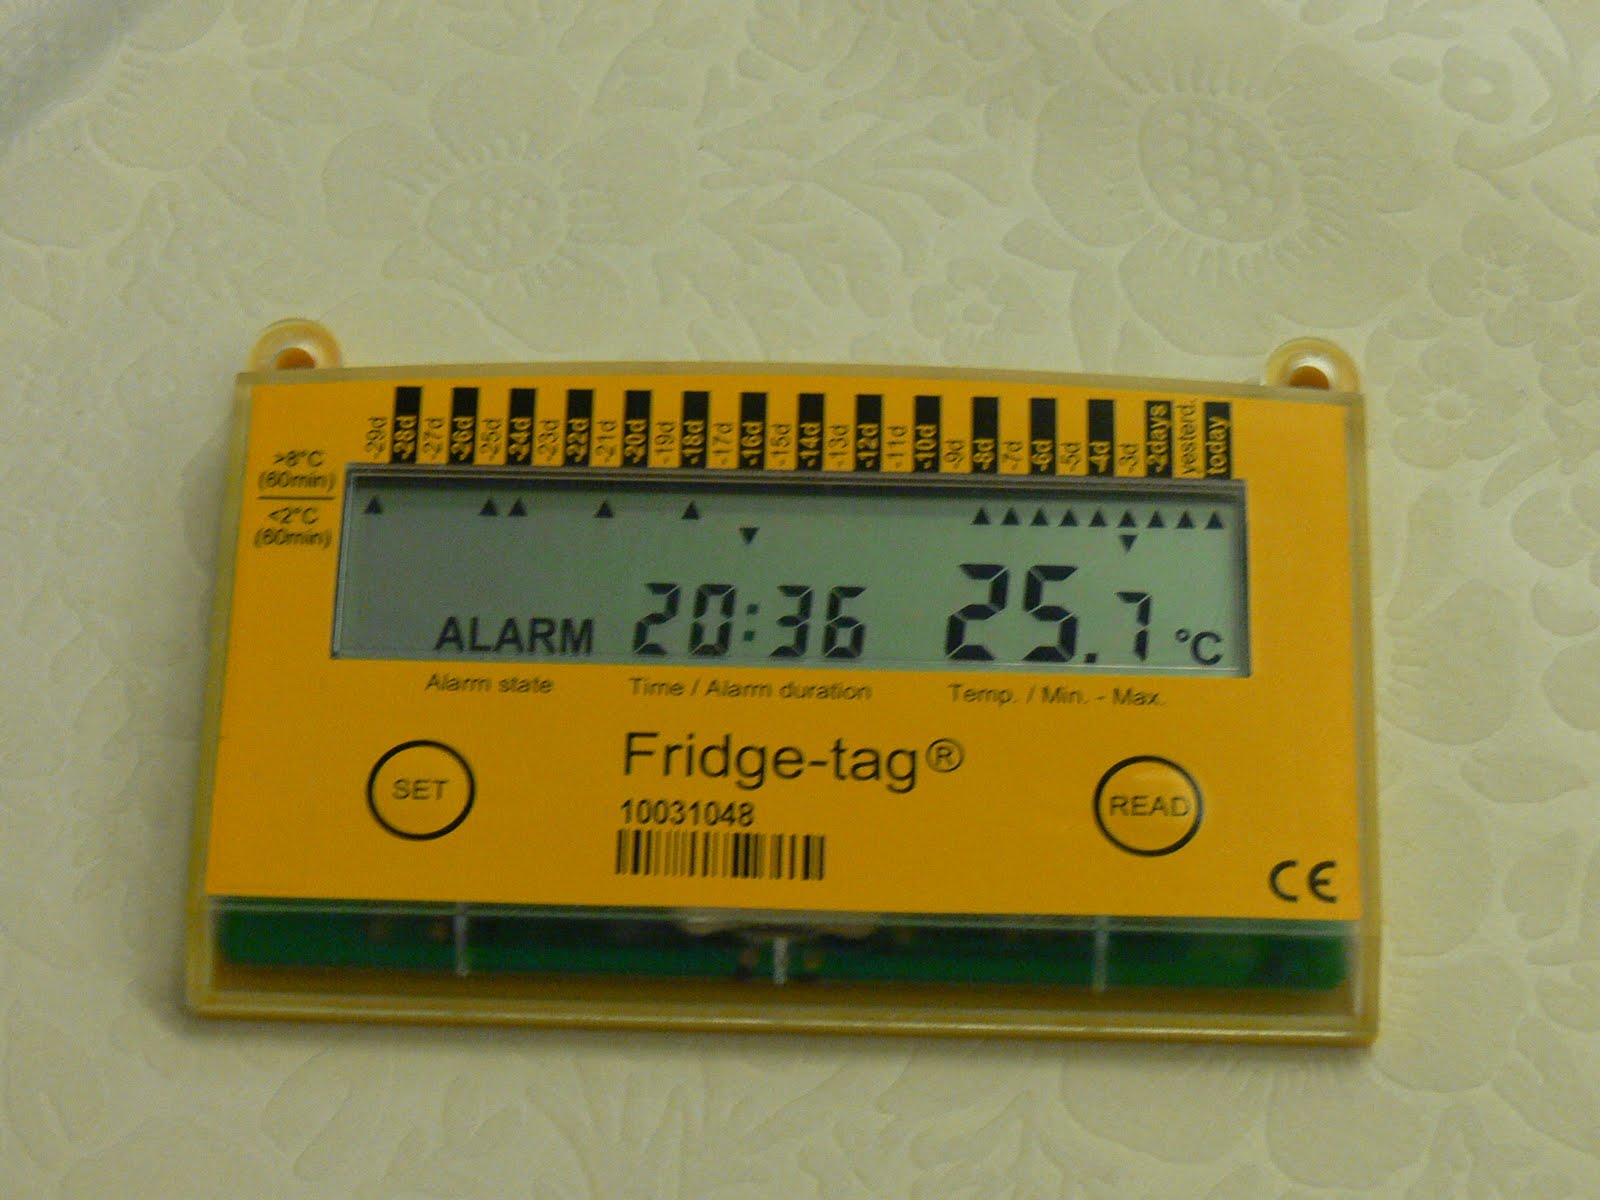 -29d -28d -27d -26d -25d -24d -23d -22d -21d -20d -19d -18d -17d -16d -15d -14d -13d -12d -11d -10d -9d -8d -7d -6d -5d -4d -3d -2days yesterd. today
>8°C
(60min)
<2°C
(60min)
ALARM 20:36 25.7 °C
Alarm state Time / Alarm duration Temp. / Min. - Max.
Fridge-tag®
SET READ
10031048
CE